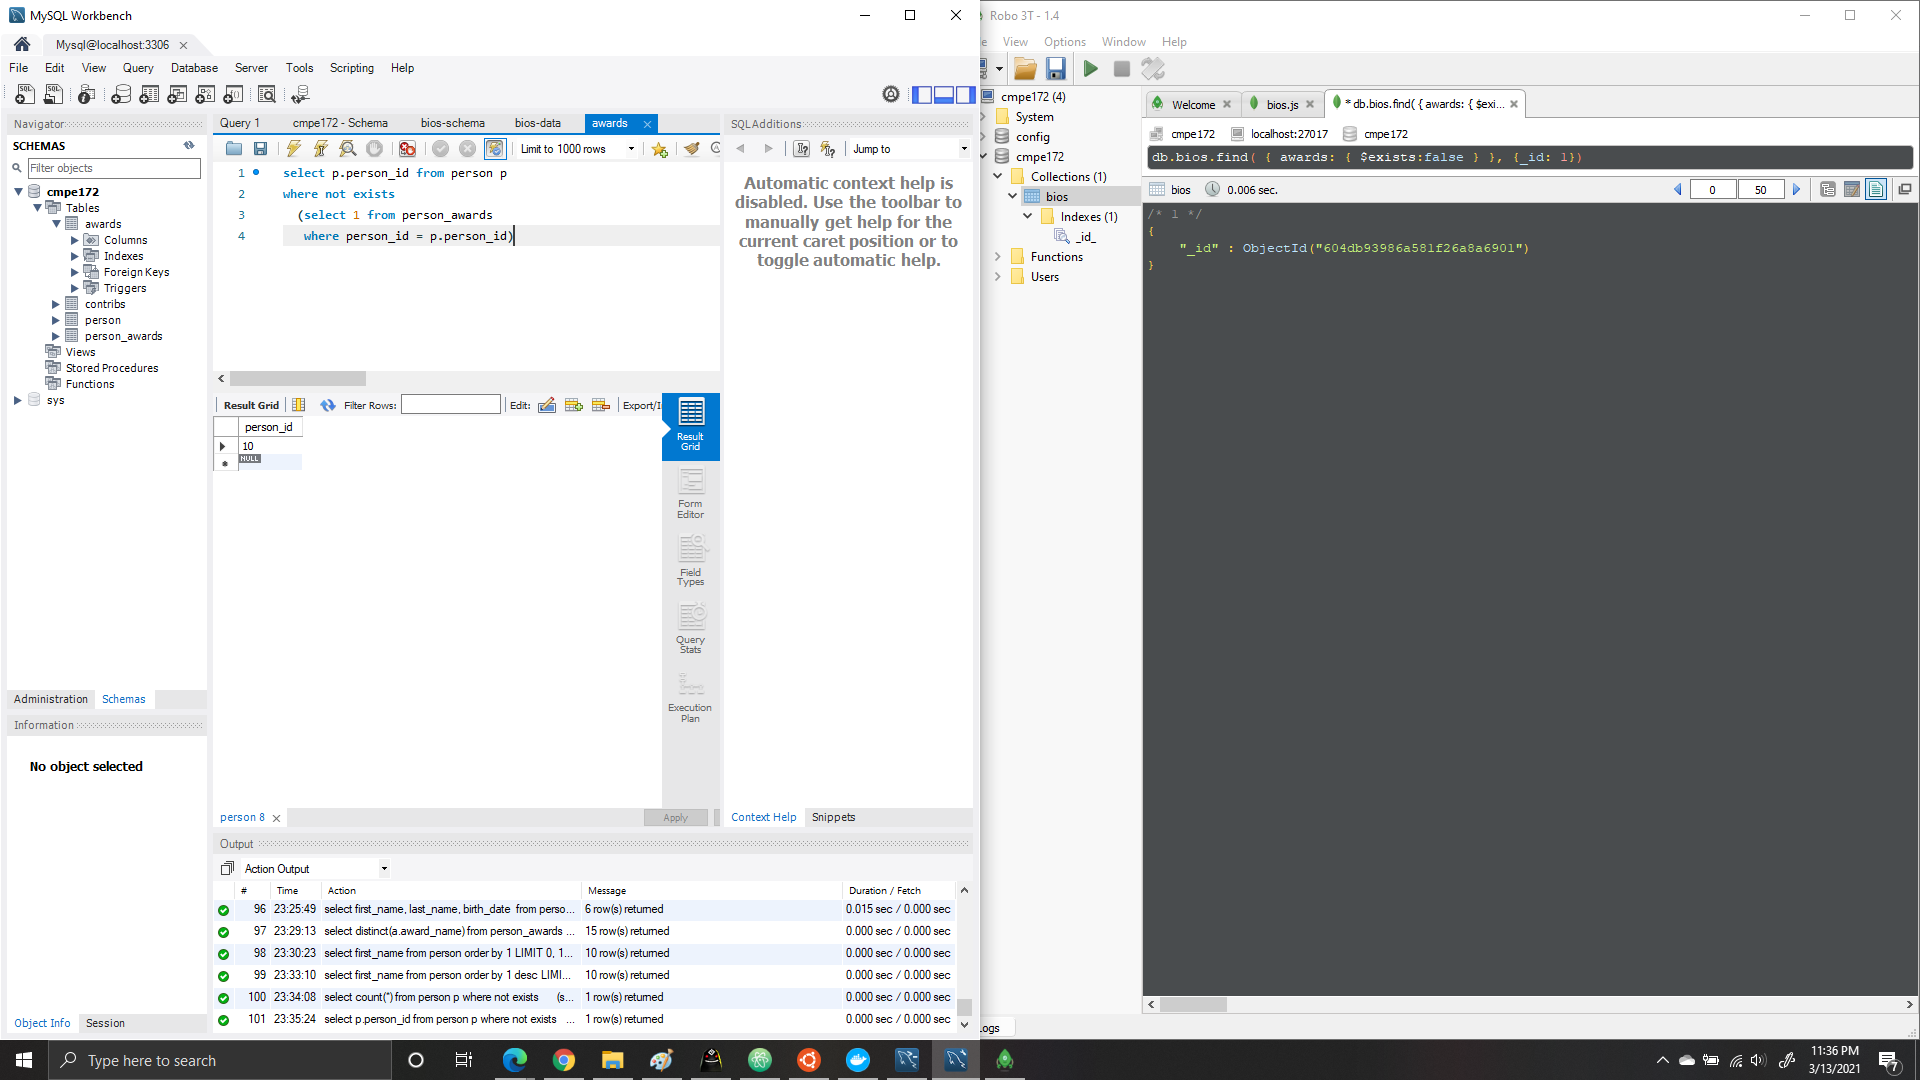 MySQL Workbench
Mysql@localhost:3306
File Edit View Query Database Server Tools Scripting Help
Navigator
SCHEMAS
Filter objects
cmpe172
Tables
awards
Columns
Indexes
Foreign Keys
Triggers
contribs
person
person_awards
Views
Stored Procedures
Functions
sys
Administration Schemas
Information
No object selected
Object Info Session
Query 1 cmpe172 - Schema bios-schema bios-data awards
Limit to 1000 rows
1 select p.person_id from person p
2 where not exists
3 (select 1 from person_awards
4 where person_id = p.person_id)
Result Grid Filter Rows: Edit: Export/I
person_id
10
NULL
Result Grid
Form Editor
Field Types
Query Stats
Execution Plan
person 8 Apply
SQLAdditions
Jump to
Automatic context help is
disabled. Use the toolbar to
manually get help for the
current caret position or to
toggle automatic help.
Context Help Snippets
Output
Action Output
# Time Action Message Duration / Fetch
96 23:25:49 select first_name, last_name, birth_date from perso... 6 row(s) returned 0.015 sec / 0.000 sec
97 23:29:13 select distinct(a.award_name) from person_awards ... 15 row(s) returned 0.000 sec / 0.000 sec
98 23:30:23 select first_name from person order by 1 LIMIT 0, 1... 10 row(s) returned 0.000 sec / 0.000 sec
99 23:33:10 select first_name from person order by 1 desc LIMI... 10 row(s) returned 0.000 sec / 0.000 sec
100 23:34:08 select count(*) from person p where not exists (s... 1 row(s) returned 0.000 sec / 0.000 sec
101 23:35:24 select p.person_id from person p where not exists ... 1 row(s) returned 0.000 sec / 0.000 sec
Robo 3T - 1.4
e View Options Window Help
cmpe172 (4)
System
config
cmpe172
Collections (1)
bios
Indexes (1)
_id_
Functions
Users
ogs
Welcome bios.js * db.bios.find( { awards: { $exi...
cmpe172 localhost:27017 cmpe172
db.bios.find( { awards: { $exists:false } }, {_id: 1})
bios 0.006 sec. 0 50
/* 1 */
{
"_id" : ObjectId("604db93986a581f26a8a6901")
}
Type here to search
11:36 PM
3/13/2021
7